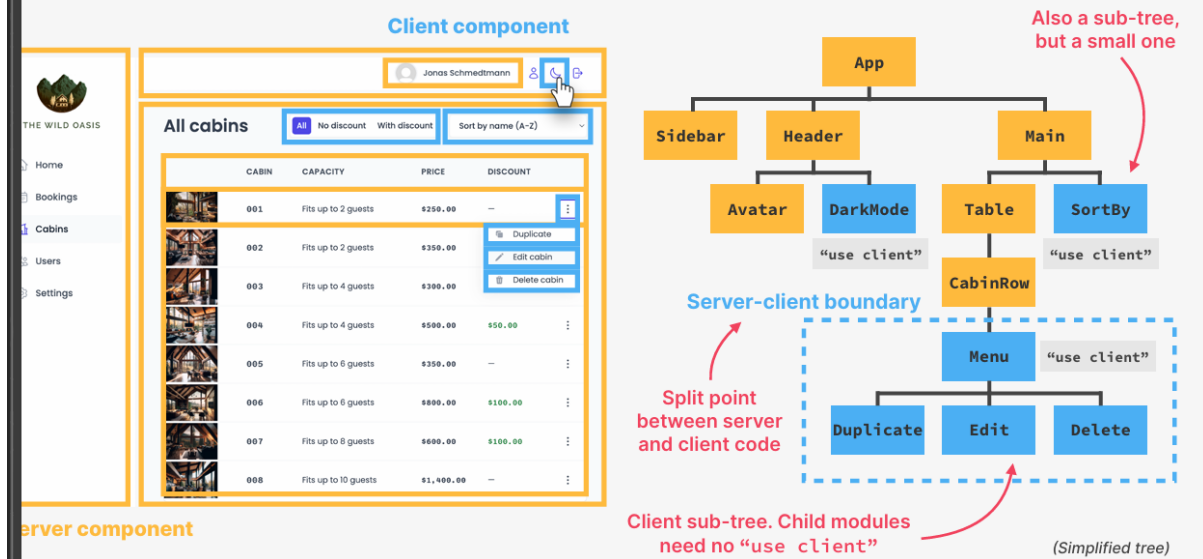 Client component
Also a sub-tree,
but a small one
Jonas Schmedtmann
THE WILD OASIS
Home
Bookings
Cabins
Users
Settings
All cabins
All No discount With discount
Sort by name (A-Z)
CABIN CAPACITY PRICE DISCOUNT
001 Fits up to 2 guests $250.00 —
Duplicate
002 Fits up to 2 guests $350.00 —
Edit cabin
Delete cabin
003 Fits up to 4 guests $300.00
004 Fits up to 4 guests $500.00 $50.00
005 Fits up to 6 guests $350.00 —
006 Fits up to 6 guests $800.00 $100.00
007 Fits up to 8 guests $600.00 $100.00
008 Fits up to 10 guests $1,400.00 —
erver component
App
Sidebar Header Main
Avatar DarkMode Table SortBy
“use client” “use client”
CabinRow
Server-client boundary
Menu “use client”
Split point
between server
and client code
Duplicate Edit Delete
Client sub-tree. Child modules
need no “use client”
(Simplified tree)